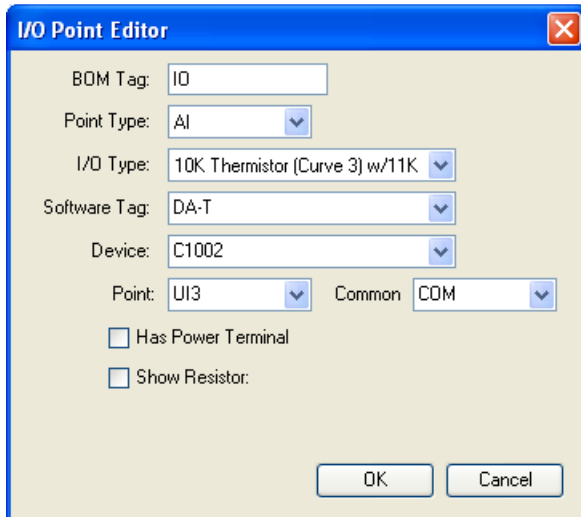 I/O Point Editor
BOM Tag: IO
Point Type: AI
I/O Type: 10K Thermistor (Curve 3) w/11K
Software Tag: DA-T
Device: C1002
Point: UI3 Common COM
Has Power Terminal
Show Resistor:
OK Cancel